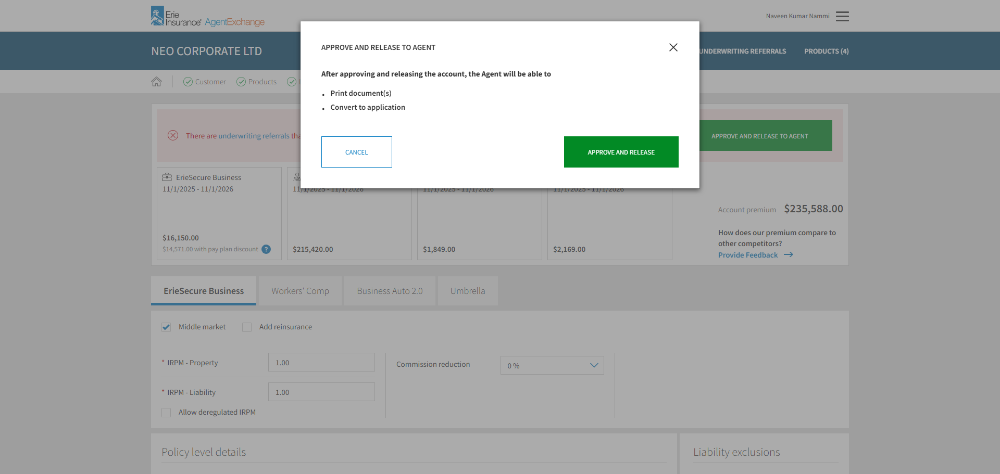 Erie
Insurance® AgentExchange
Naveen Kumar Nammi
NEO CORPORATE LTD
UNDERWRITING REFERRALS
PRODUCTS (4)
Customer
Products
APPROVE AND RELEASE TO AGENT
After approving and releasing the account, the Agent will be able to
• Print document(s)
• Convert to application
CANCEL
APPROVE AND RELEASE
There are underwriting referrals tha
APPROVE AND RELEASE TO AGENT
ErieSecure Business
11/1/2025 - 11/1/2026
$16,150.00
$14,571.00 with pay plan discount ?
11/1/2025 - 11/1/2026
$215,420.00
11/1/2025 - 11/1/2026
$1,849.00
11/1/2025 - 11/1/2026
$2,169.00
Account premium $235,588.00
How does our premium compare to
other competitors?
Provide Feedback
ErieSecure Business
Workers' Comp
Business Auto 2.0
Umbrella
Middle market
Add reinsurance
* IRPM - Property 1.00
* IRPM - Liability 1.00
Allow deregulated IRPM
Commission reduction 0 %
Policy level details
Liability exclusions